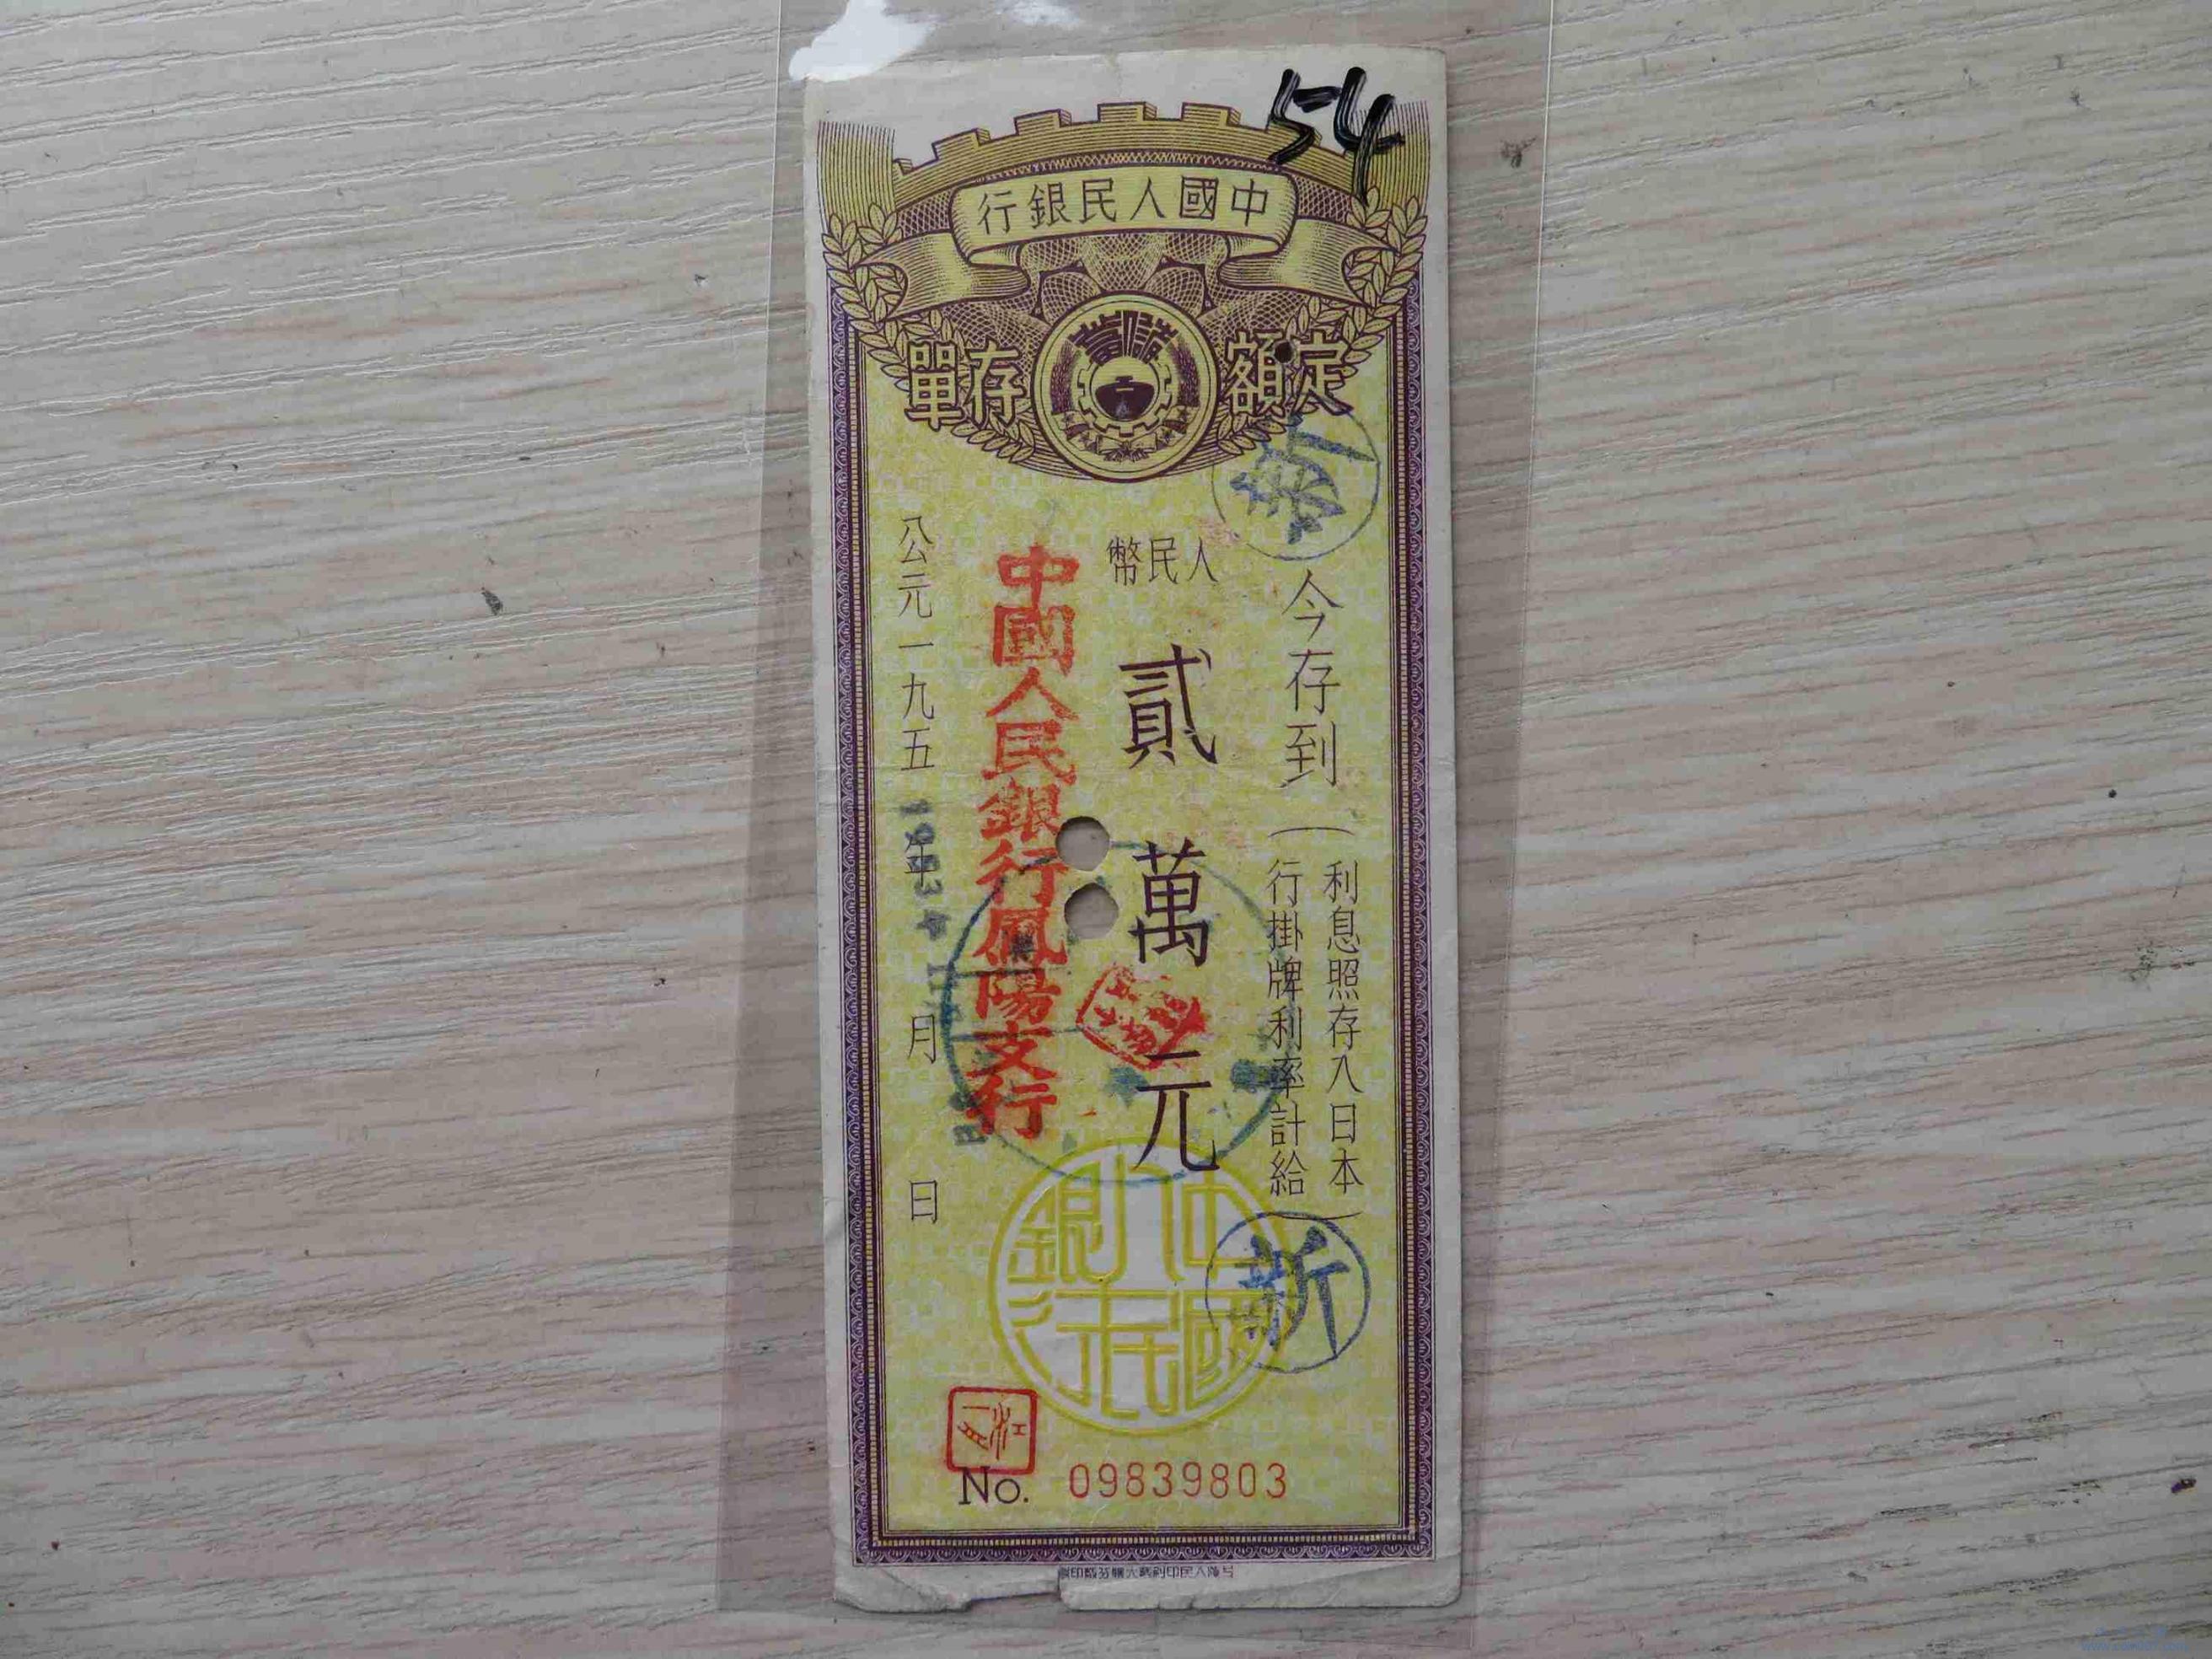 54
中國人民銀行
定額存單
儲蓄
今存到
(利息照存入日本
行掛牌利率計給)
人民幣
貳萬元
中國人民銀行鳳陽支行
公元一九五 年 月 日
新
新
中國人民銀行
No. 09839803